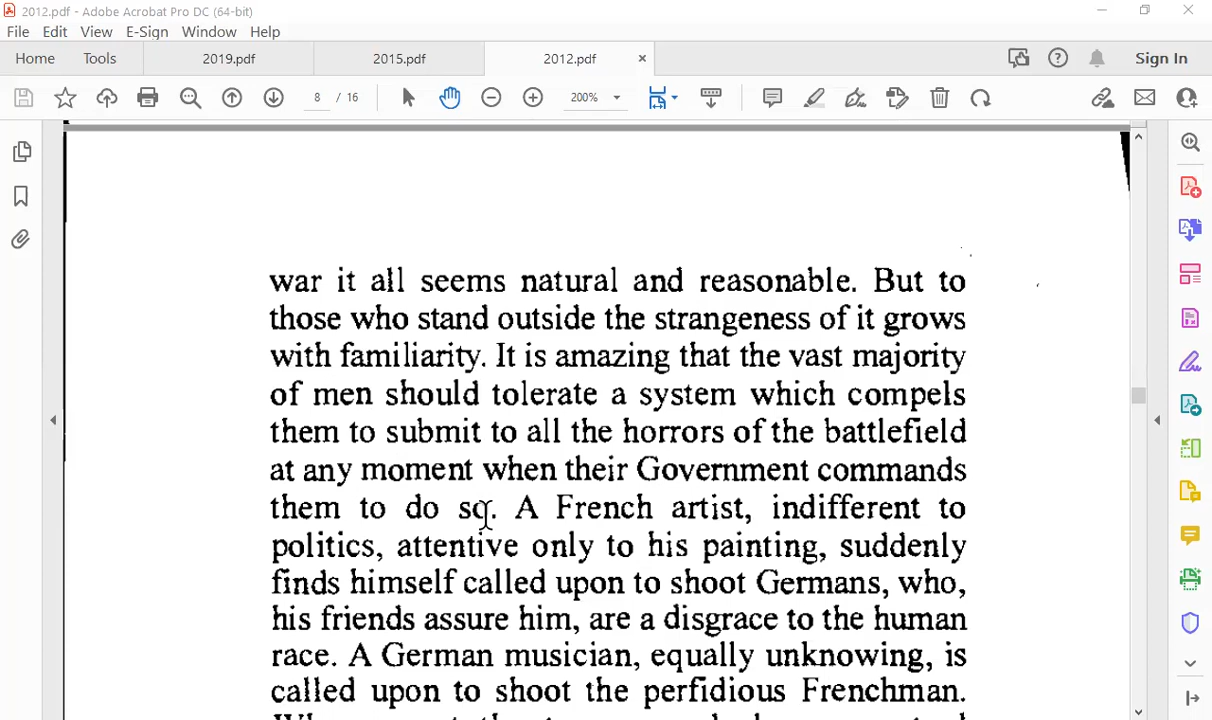 2012.pdf - Adobe Acrobat Pro DC (64-bit)
File Edit View E-Sign Window Help
Home Tools 2019.pdf 2015.pdf 2012.pdf Sign In
8 / 16 200%
war it all seems natural and reasonable. But to
those who stand outside the strangeness of it grows
with familiarity. It is amazing that the vast majority
of men should tolerate a system which compels
them to submit to all the horrors of the battlefield
at any moment when their Government commands
them to do so. A French artist, indifferent to
politics, attentive only to his painting, suddenly
finds himself called upon to shoot Germans, who,
his friends assure him, are a disgrace to the human
race. A German musician, equally unknowing, is
called upon to shoot the perfidious Frenchman.